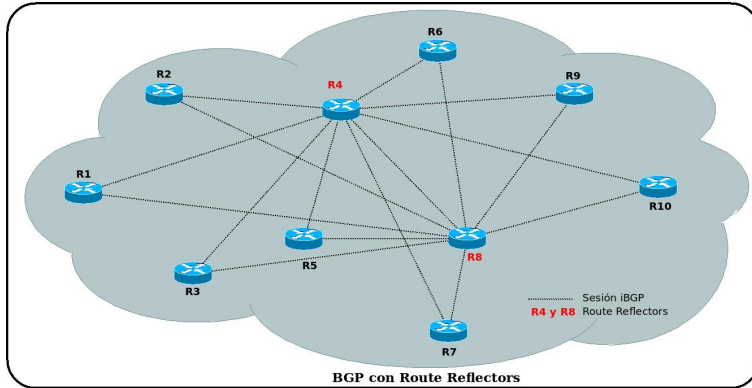 R6
R2
R4
R9
R1
R10
R5
R8
R3
Sesión iBGP
R4 y R8 Route Reflectors
R7
BGP con Route Reflectors